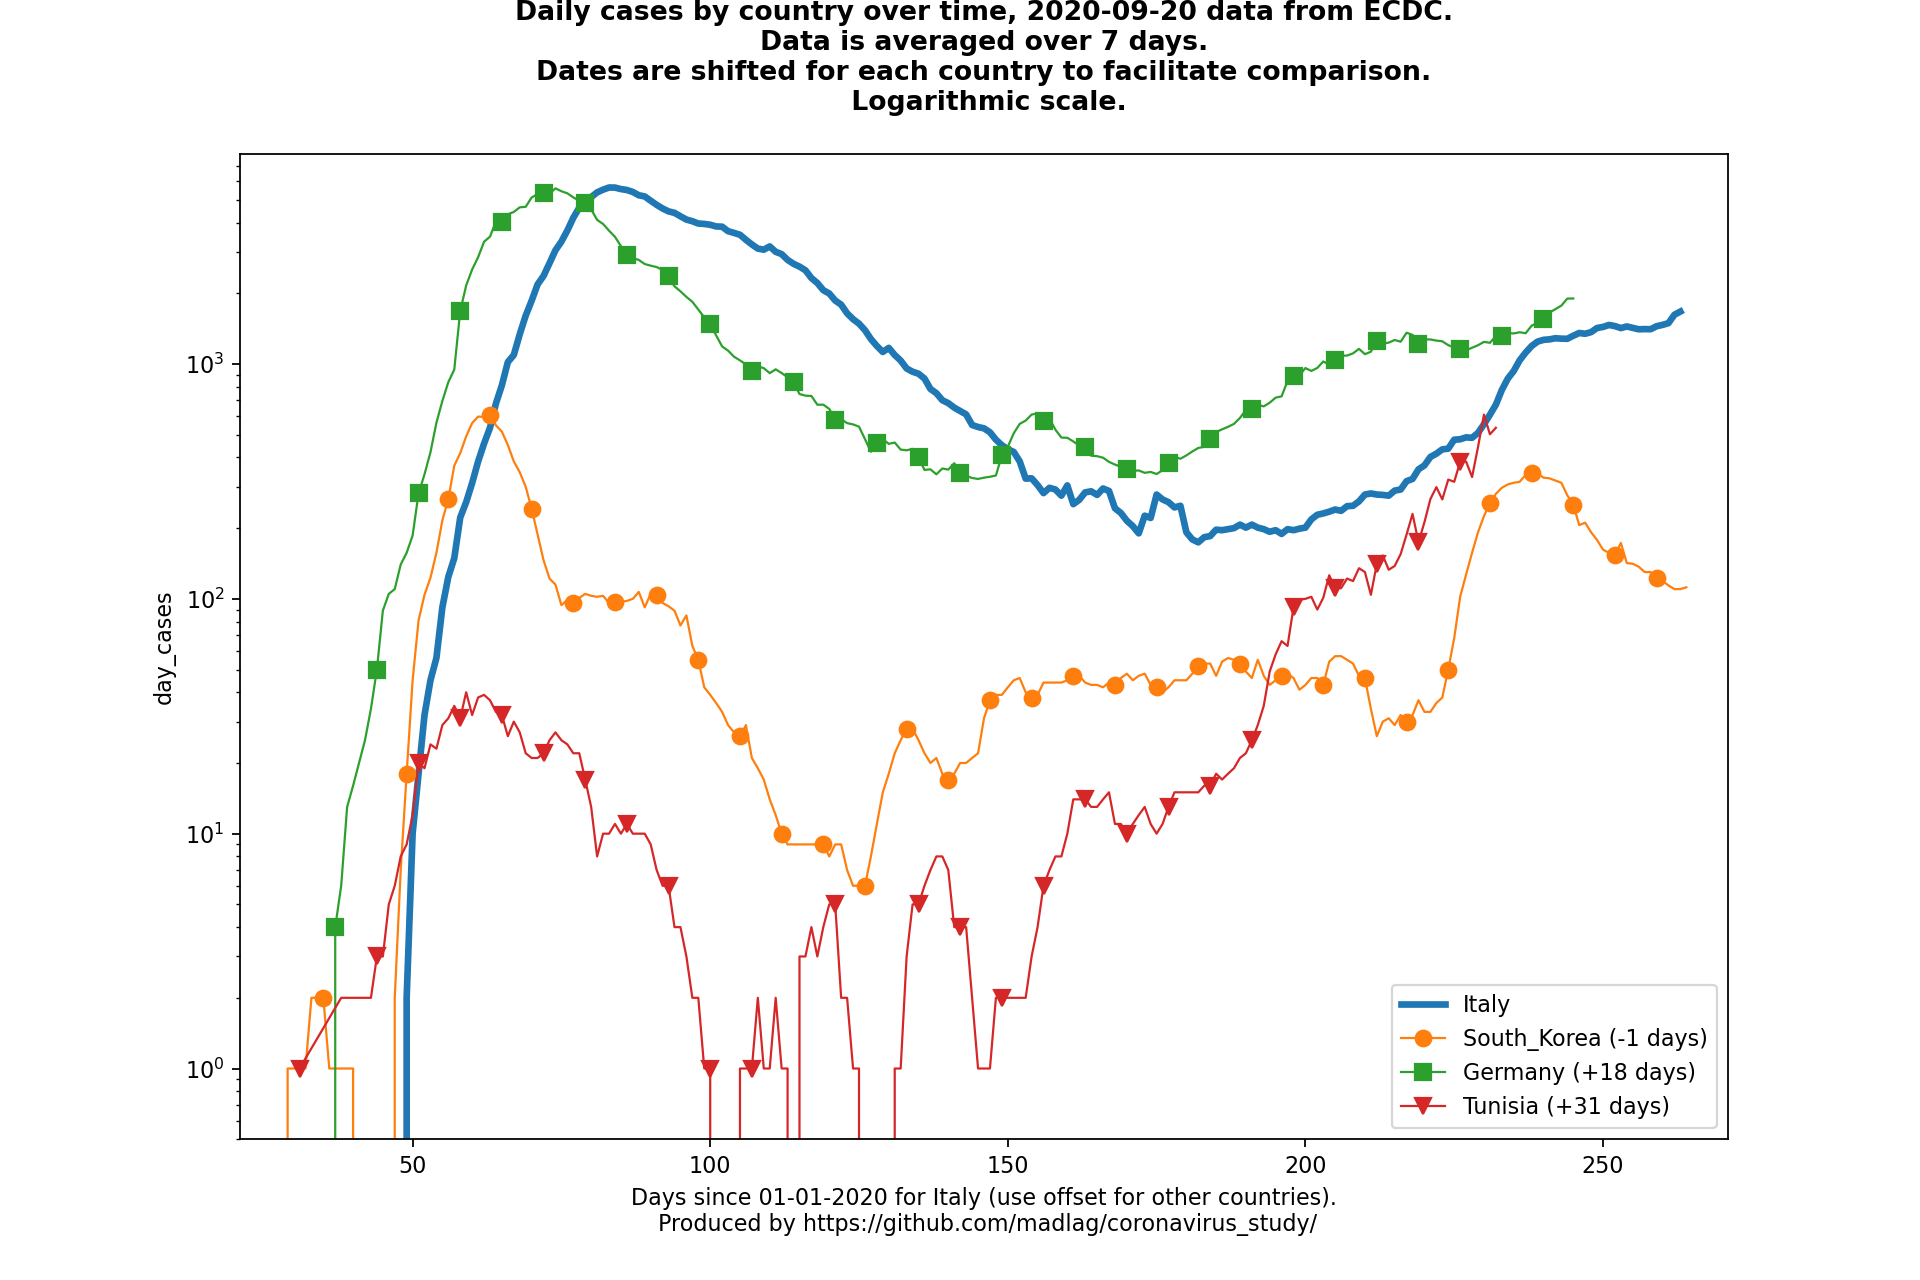 Daily cases by country over time, 2020-09-20 data from ECDC.
Data is averaged over 7 days.
Dates are shifted for each country to facilitate comparison.
Logarithmic scale.
day_cases
10³
10²
10¹
10⁰
50
100
150
200
250
Italy
South_Korea (-1 days)
Germany (+18 days)
Tunisia (+31 days)
Days since 01-01-2020 for Italy (use offset for other countries).
Produced by https://github.com/madlag/coronavirus_study/